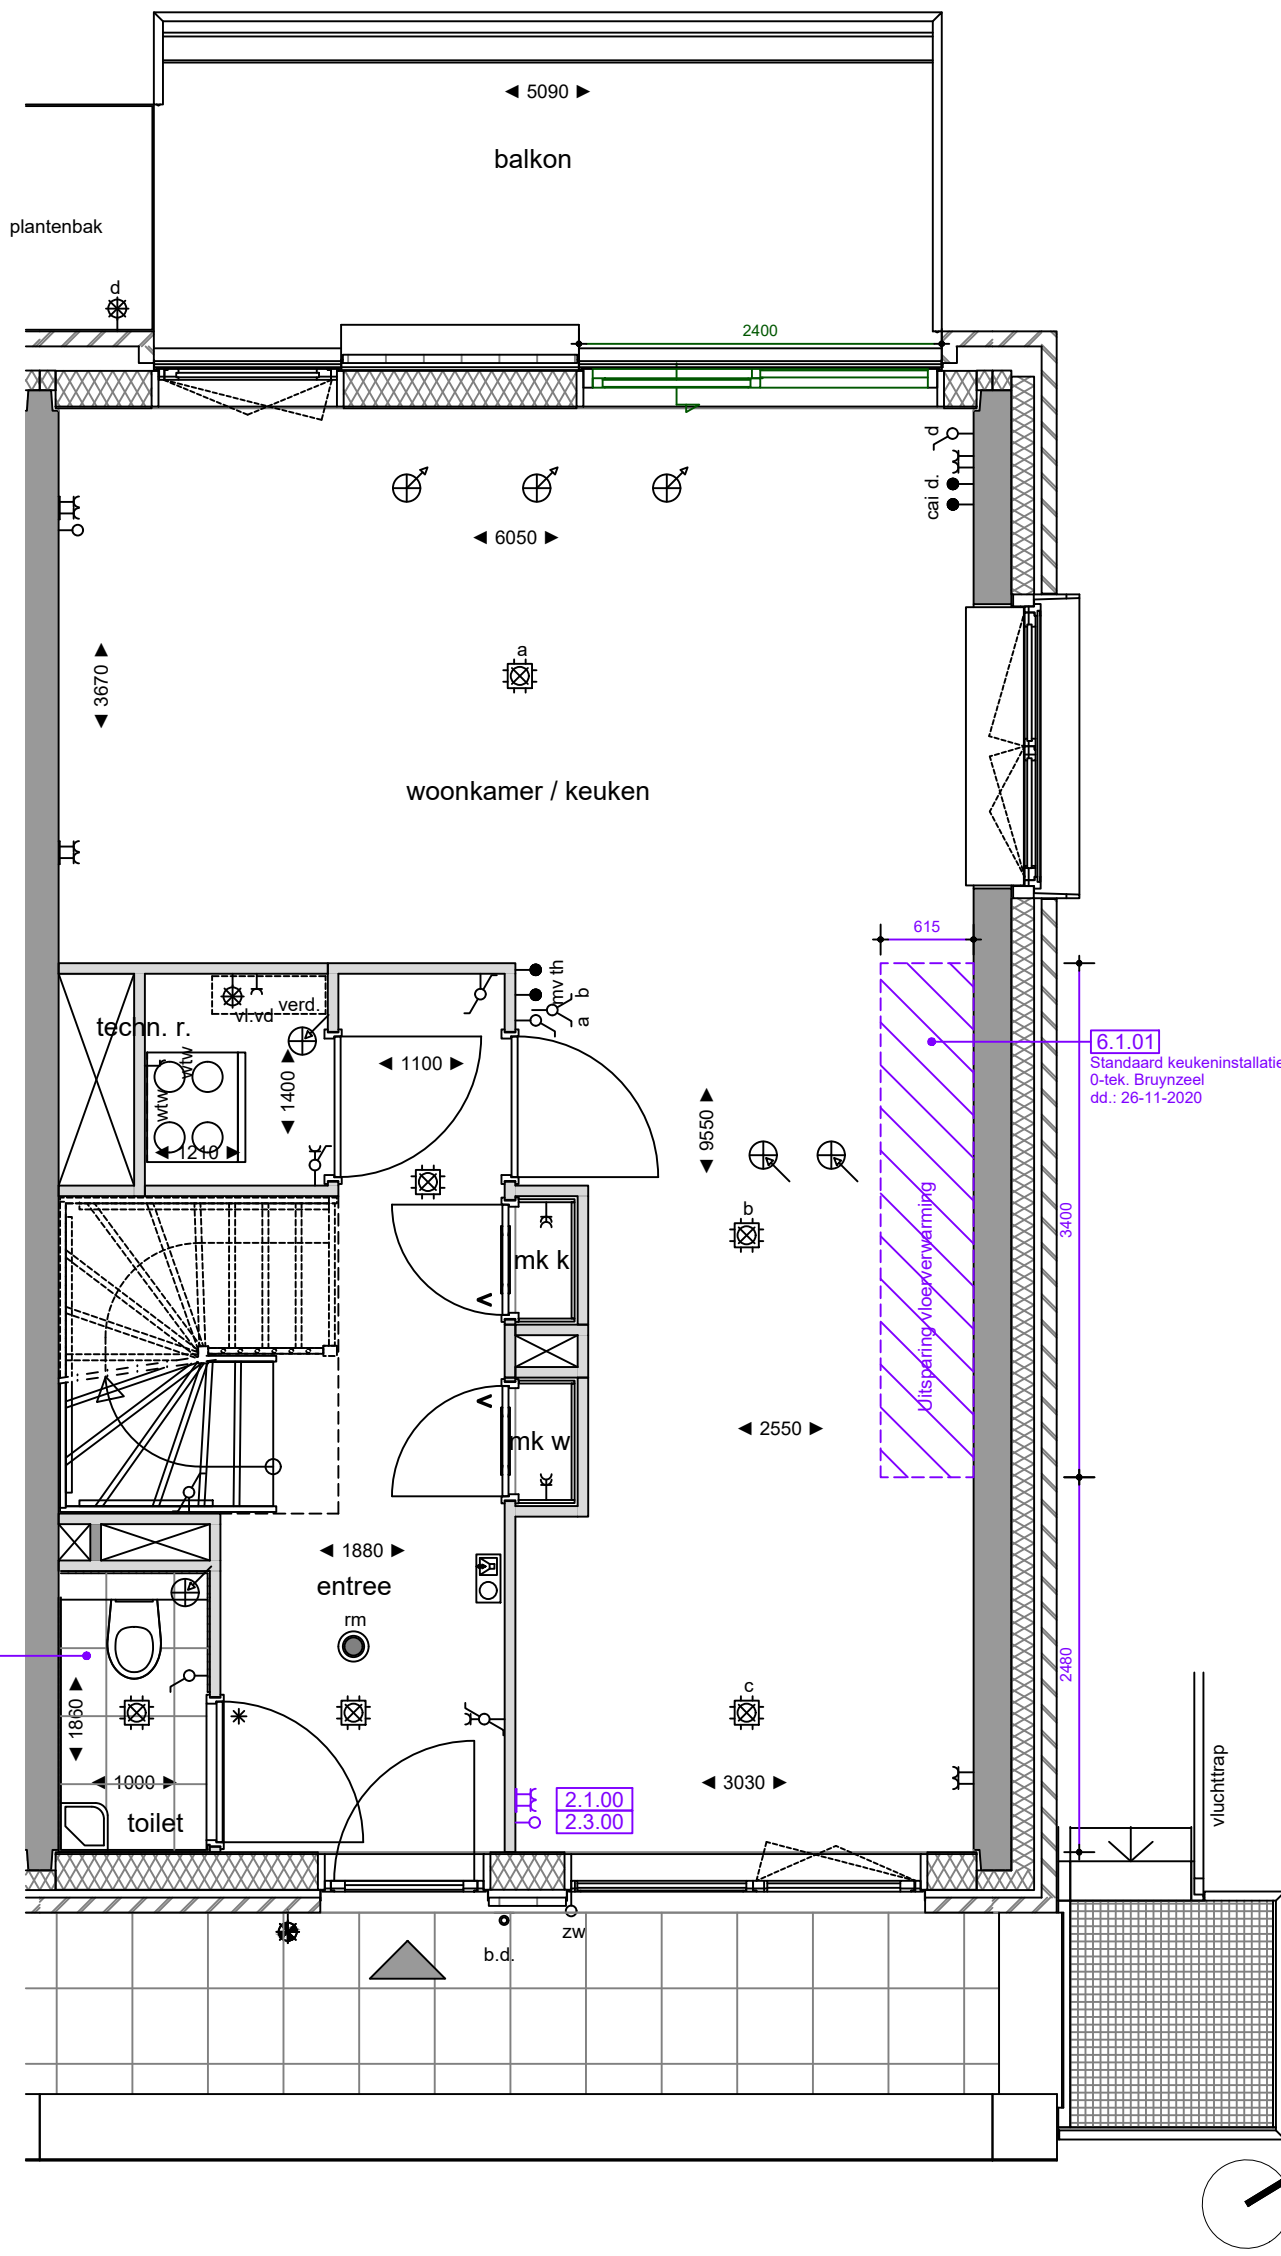 ◄ 5090 ►
balkon
plantenbak
d
2400
d
cai d.
◄ 6050 ►
◄ 3670 ►
a
woonkamer / keuken
615
mv th
a b
vl.vd
verd.
techn. r.
wtw
◄ 1400 ►
◄ 1100 ►
◄ 1210 ►
◄ 9550 ►
6.1.01
Standaard keukeninstallatie
0-tek. Bruynzeel
dd.: 26-11-2020
Uitsparing vloerverwarming
3400
b
mk k
mk w
◄ 2550 ►
◄ 1880 ►
entree
rm
2480
◄ 1860 ►
c
◄ 1000 ►
toilet
◄ 3030 ►
2.1.00
2.3.00
vluchttrap
zw
b.d.